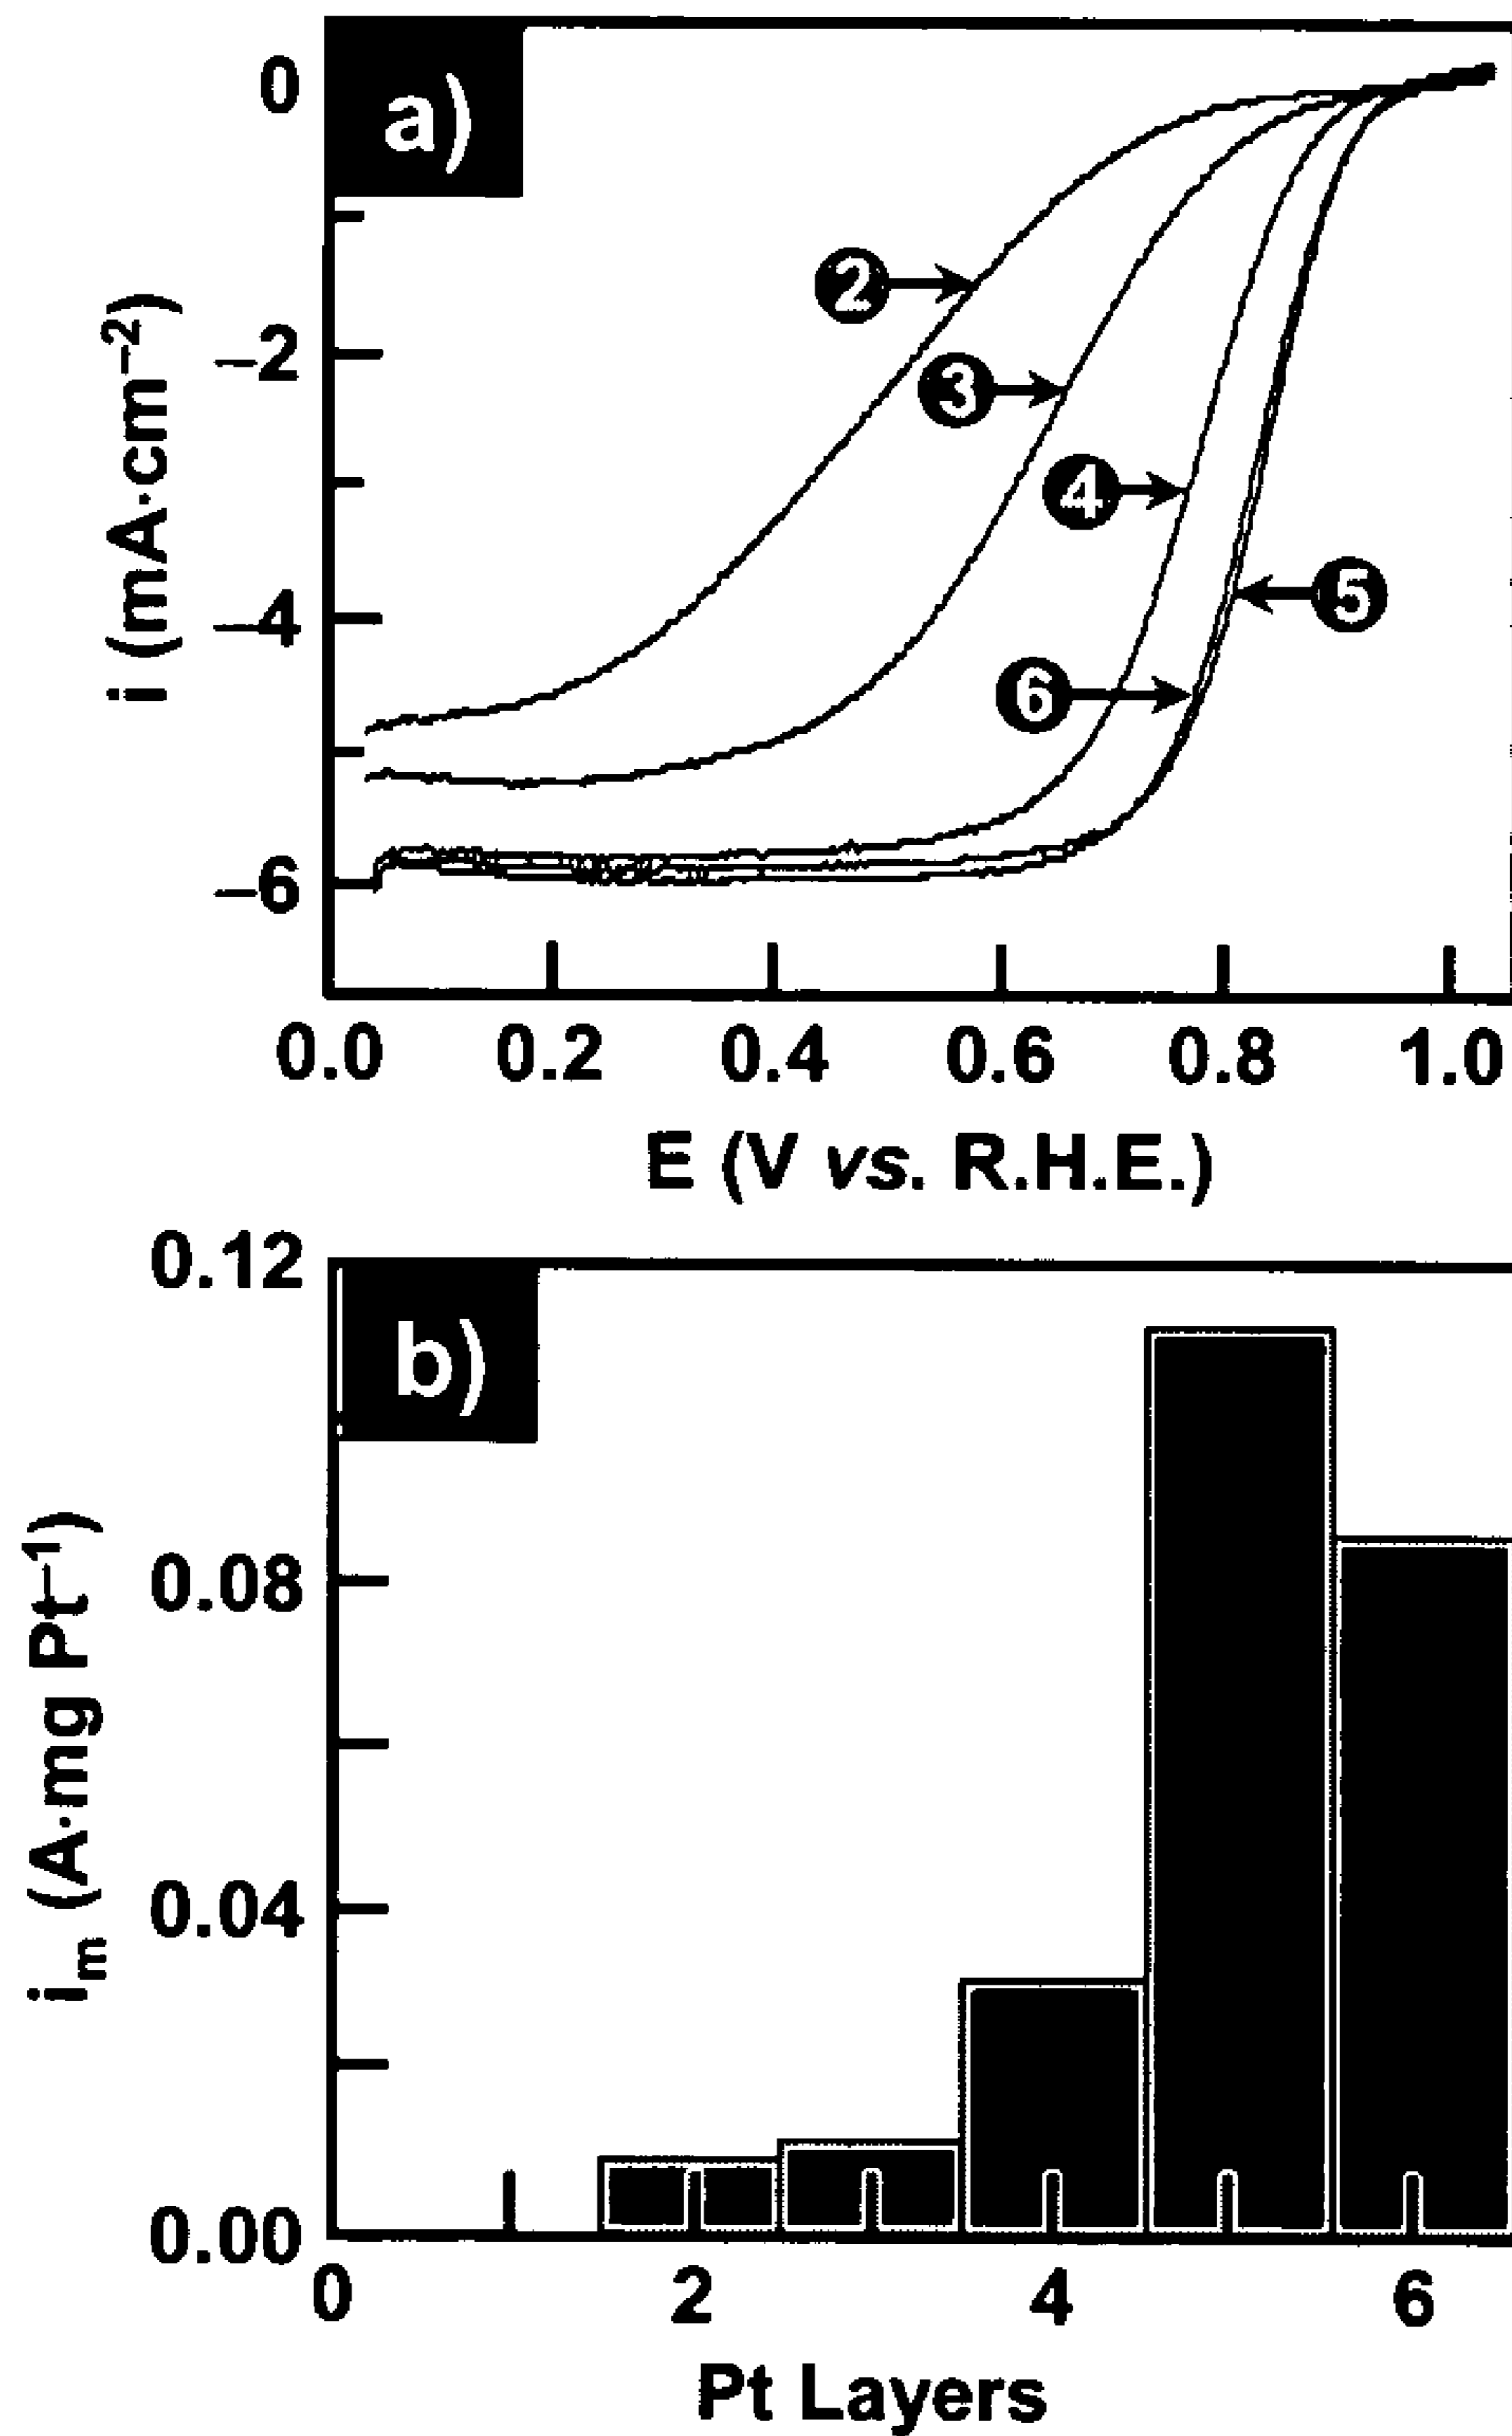 a)
0
−2
−4
−6
i (mA·cm⁻²)
2
3
4
5
6
0.0 0.2 0.4 0.6 0.8 1.0
E (V vs. R.H.E.)
b)
0.12
0.08
0.04
0.00
iₘ (A·mg Pt⁻¹)
0 2 4 6
Pt Layers